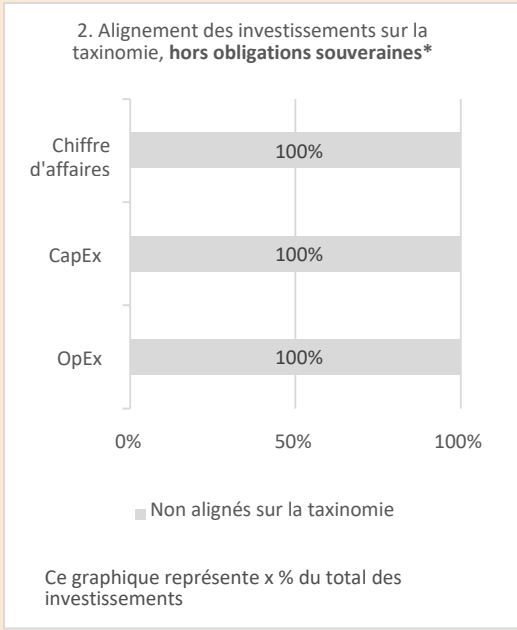 2. Alignement des investissements sur la
taxinomie, hors obligations souveraines*
Chiffre
d'affaires
100%
CapEx
100%
OpEx
100%
0%
50%
100%
Non alignés sur la taxinomie
Ce graphique représente x % du total des
investissements